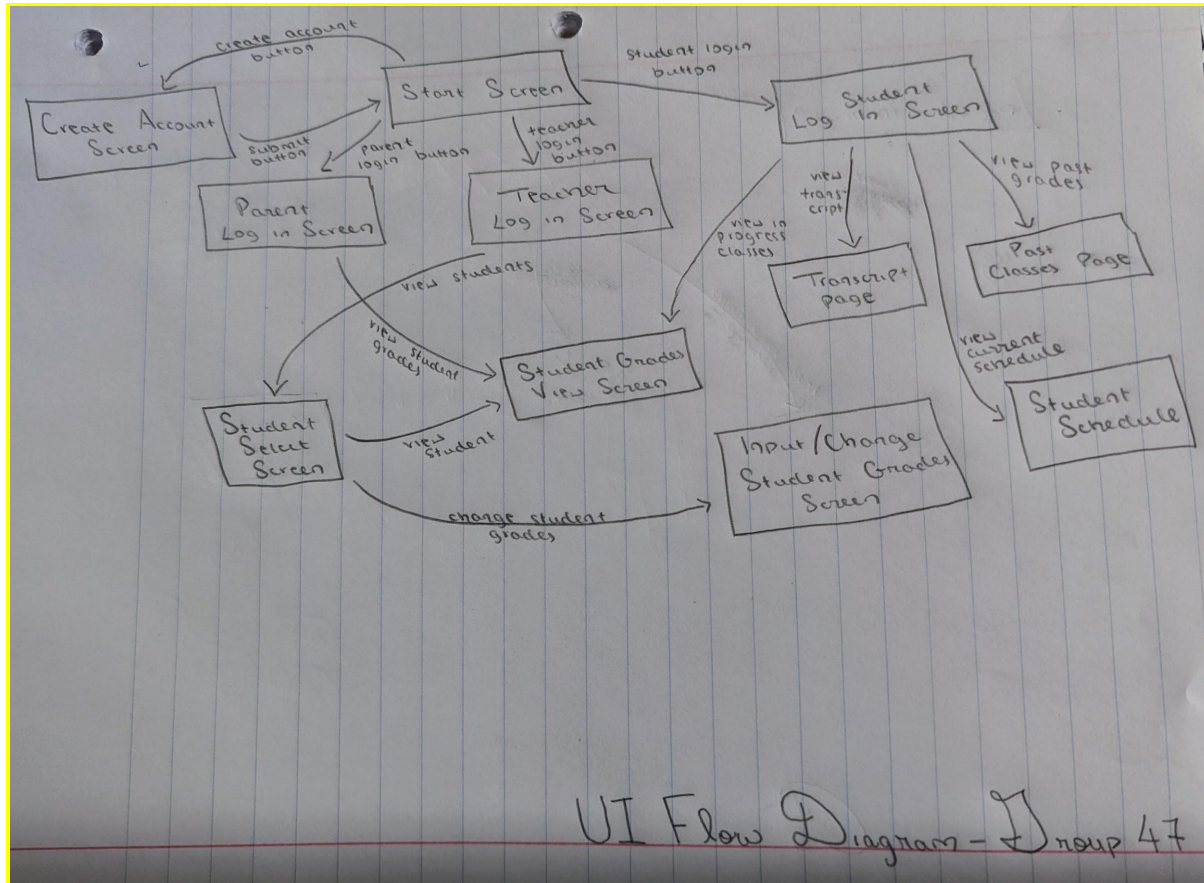 create account
button
Start Screen
student login
button
Student
Log in Screen
Create Account
Screen
submit
button
parent
login button
teacher
login
button
Parent
Log in Screen
Teacher
Log in Screen
view in
progress
classes
view
trans-
cript
view past
grades
Past
Classes Page
Transcript
page
view students
view student
grades
Student Grades
View Screen
view
current
schedule
Student
Schedule
Student
Select
Screen
view
student
Input/Change
Student Grades
Screen
change student
grades
UI Flow Diagram - Group 47